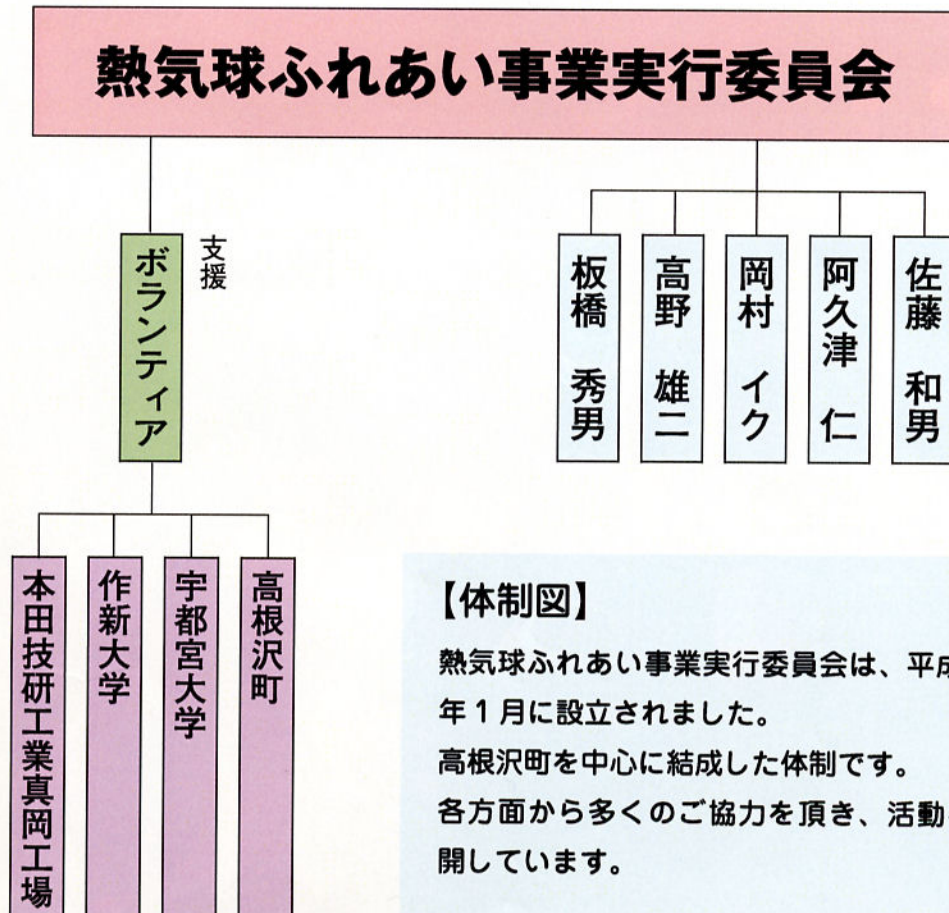 熱気球ふれあい事業実行委員会
支援
ボランティア
板橋 秀男
高野 雄二
岡村 イク
阿久津 仁
佐藤 和男
本田技研工業真岡工場
作新大学
宇都宮大学
高根沢町
【体制図】
熱気球ふれあい事業実行委員会は、平成
年1月に設立されました。
高根沢町を中心に結成した体制です。
各方面から多くのご協力を頂き、活動
開しています。